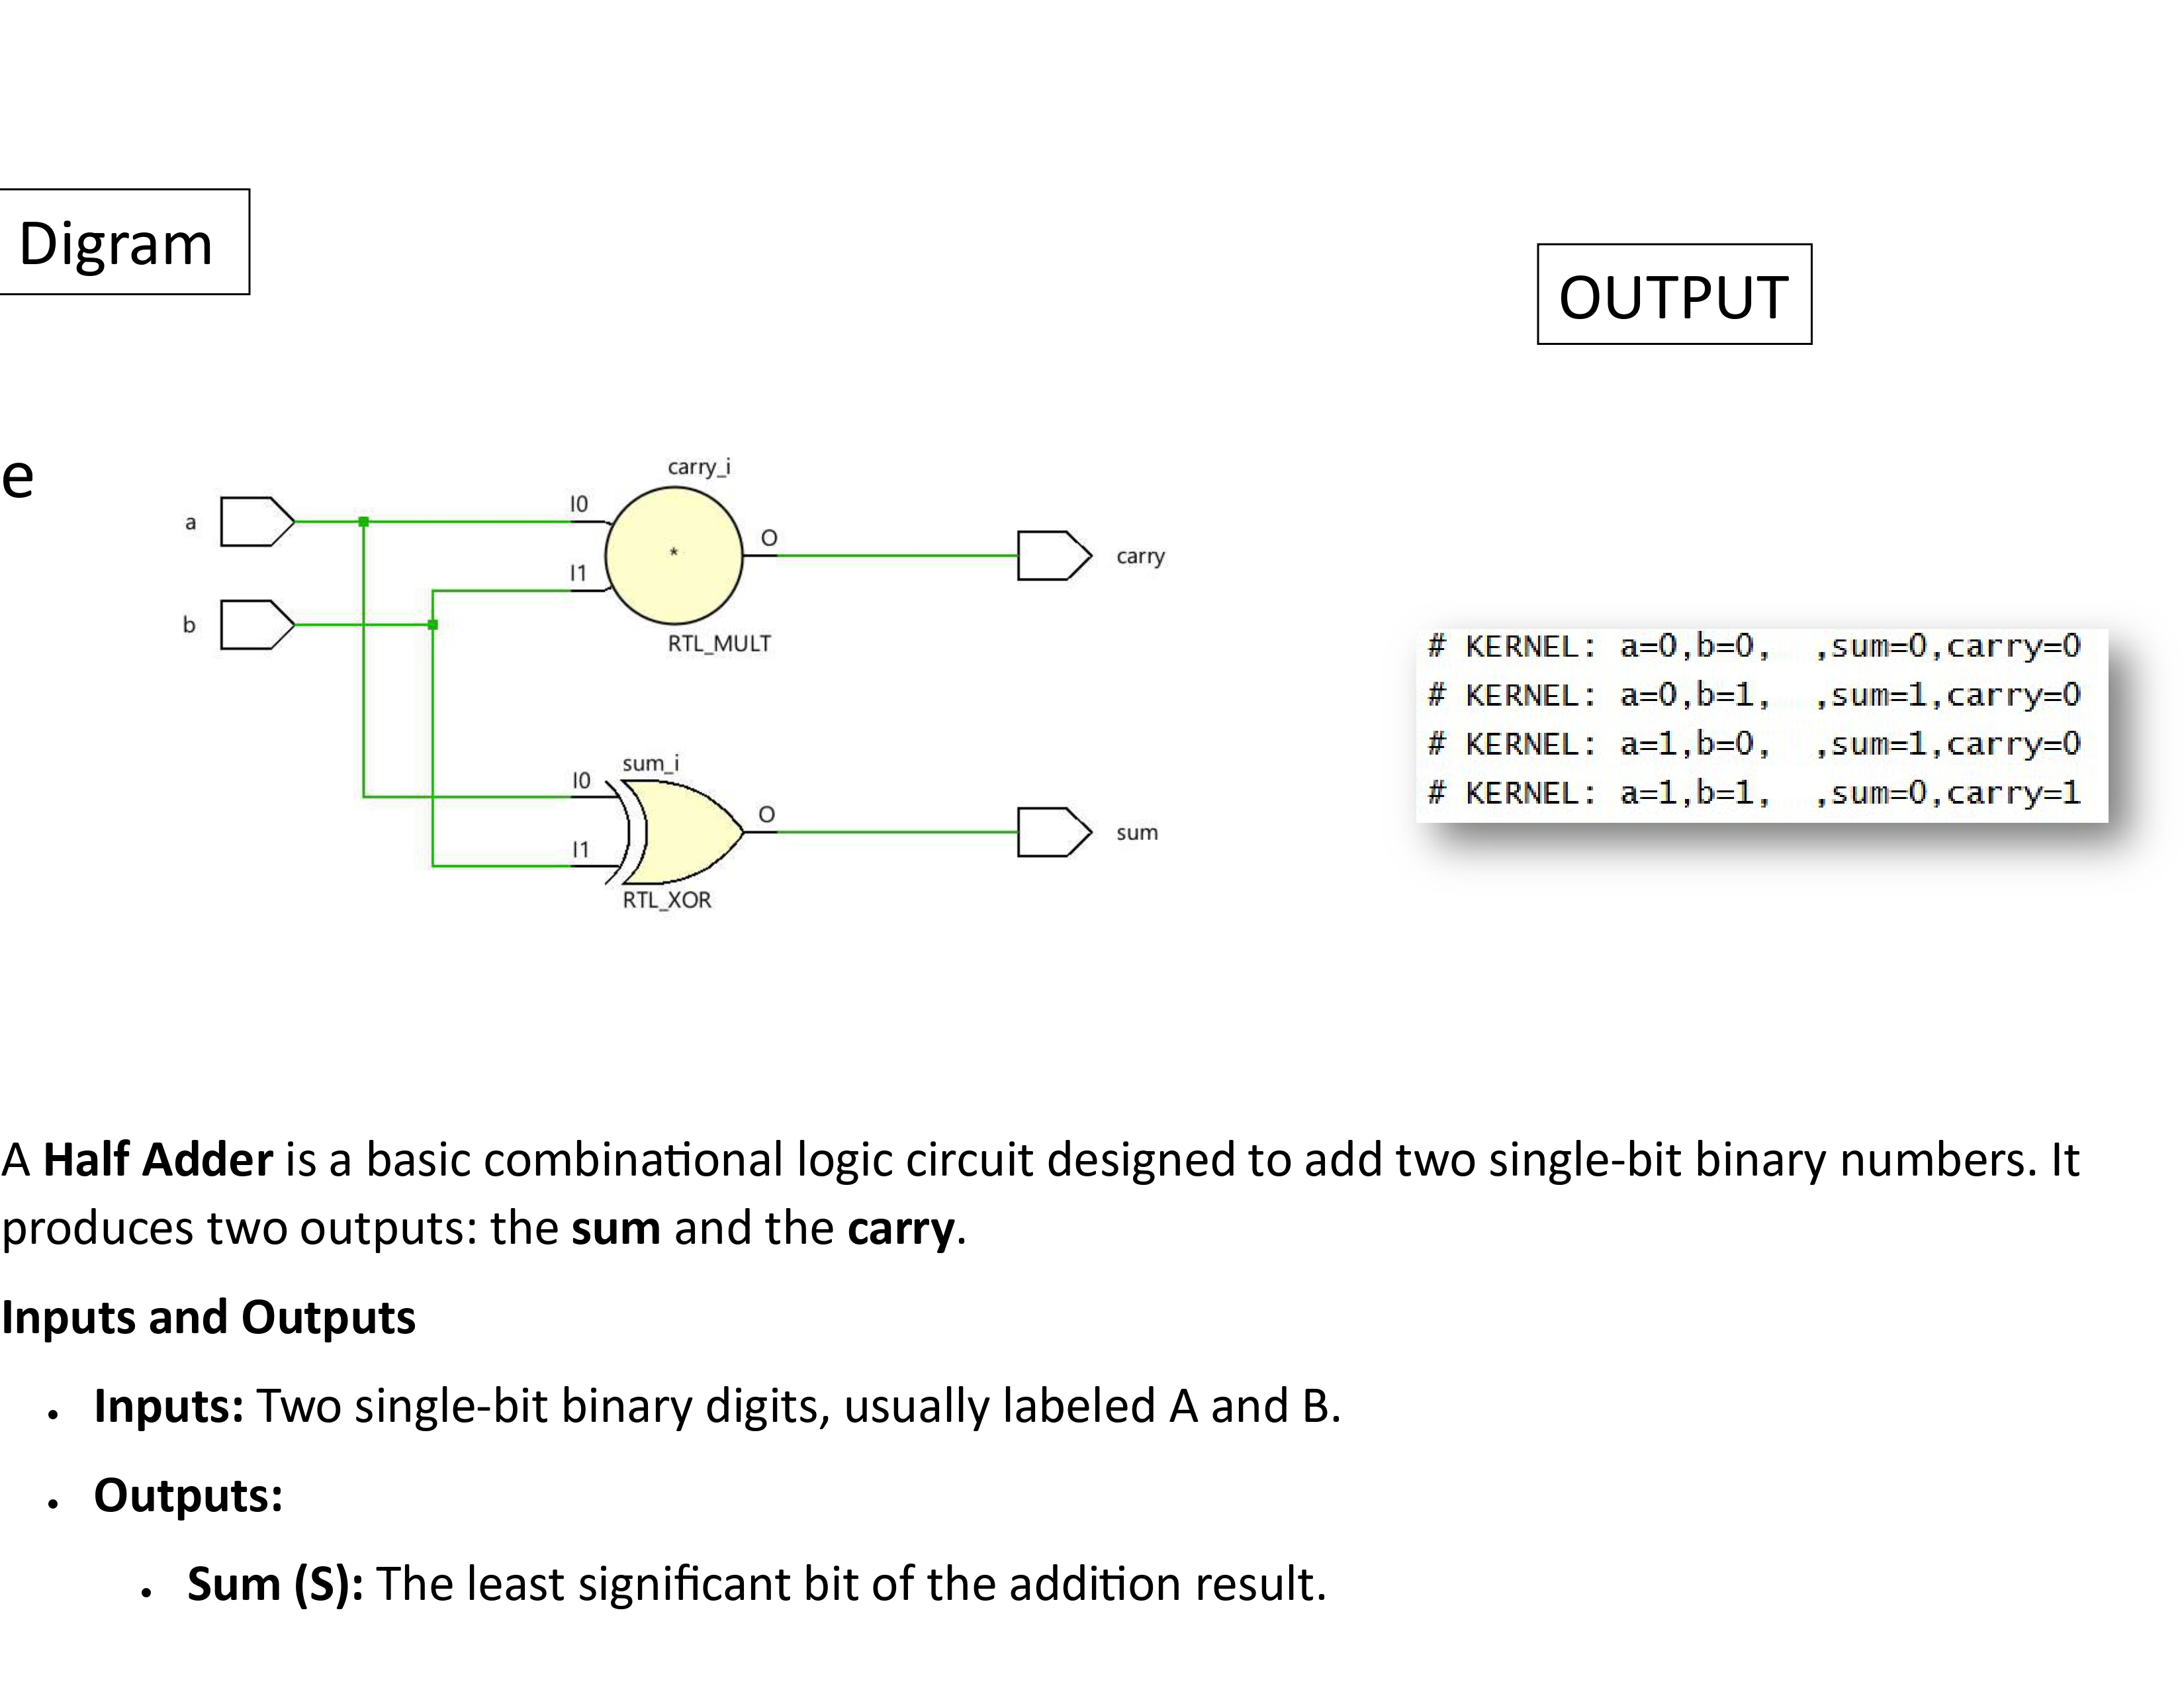 Digram
OUTPUT
e
carry_i
a
I0
O
*
carry
I1
b
RTL_MULT
# KERNEL: a=0,b=0,  ,sum=0,carry=0
# KERNEL: a=0,b=1,  ,sum=1,carry=0
# KERNEL: a=1,b=0,  ,sum=1,carry=0
# KERNEL: a=1,b=1,  ,sum=0,carry=1
sum_i
I0
O
sum
I1
RTL_XOR
A Half Adder is a basic combinational logic circuit designed to add two single-bit binary numbers. It
produces two outputs: the sum and the carry.
Inputs and Outputs
• Inputs: Two single-bit binary digits, usually labeled A and B.
• Outputs:
• Sum (S): The least significant bit of the addition result.